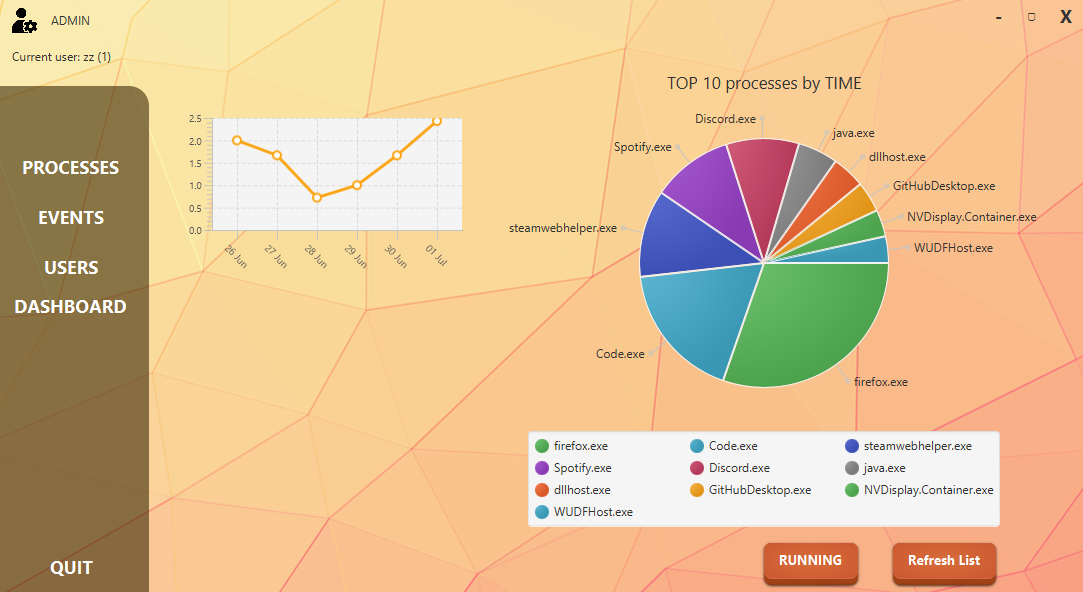 ADMIN
- ▢ X
Current user: zz (1)
PROCESSES
EVENTS
USERS
DASHBOARD
QUIT
2.5
2.0
1.5
1.0
0.5
0.0
26 Jun
27 Jun
28 Jun
29 Jun
30 Jun
01 Jul
TOP 10 processes by TIME
Discord.exe
java.exe
Spotify.exe
dllhost.exe
GitHubDesktop.exe
NVDisplay.Container.exe
steamwebhelper.exe
WUDFHost.exe
Code.exe
firefox.exe
firefox.exe Code.exe steamwebhelper.exe
Spotify.exe Discord.exe java.exe
dllhost.exe GitHubDesktop.exe NVDisplay.Container.exe
WUDFHost.exe
RUNNING Refresh List